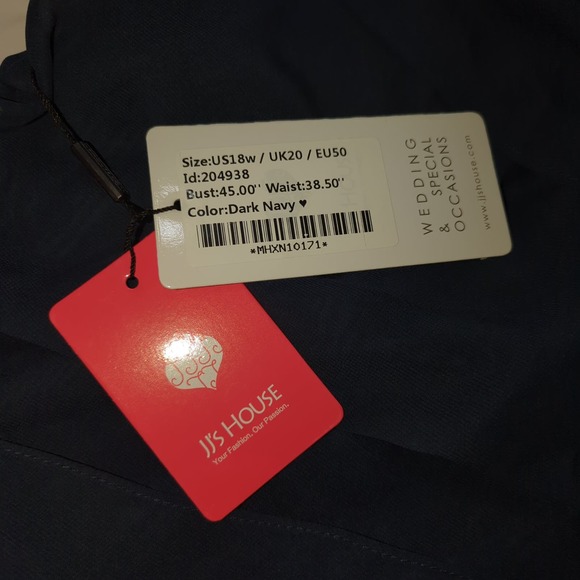 Size:US18w / UK20 / EU50
Id:204938
Bust:45.00'' Waist:38.50''
Color:Dark Navy ♥
*MHXN10171*
WEDDING
SPECIAL
& OCCASIONS
www.jjshouse.com
JJ's HOUSE
Your Fashion. Our Passion.